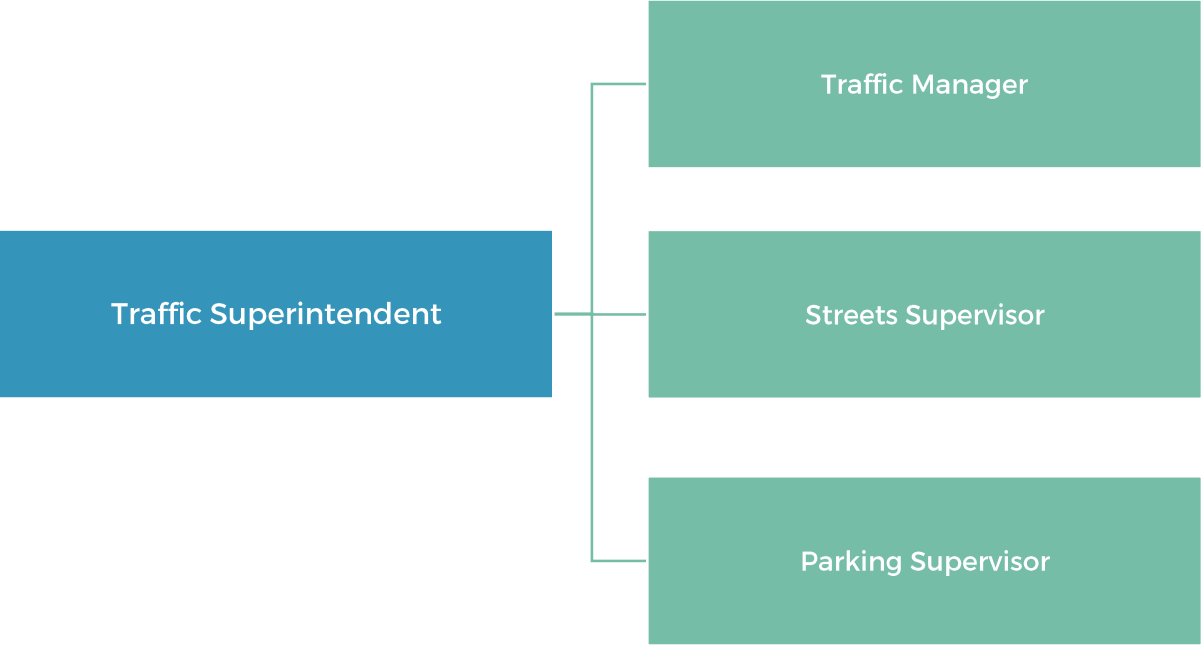 Traffic Manager
Traffic Superintendent
Streets Supervisor
Parking Supervisor